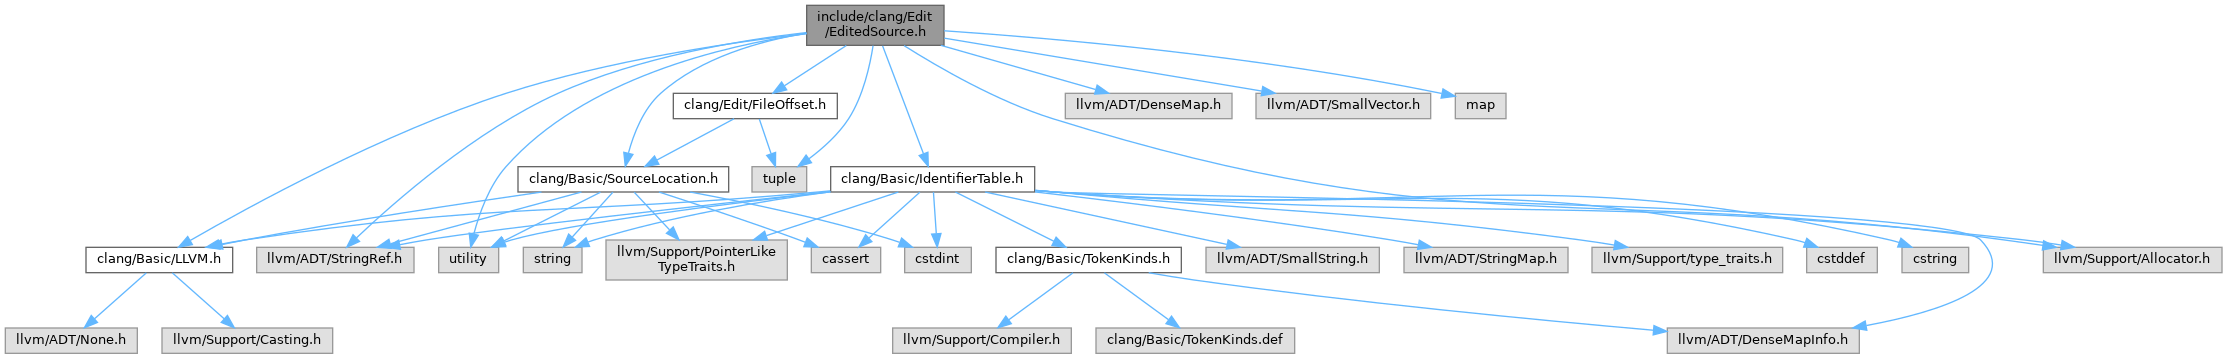 include/clang/Edit
/EditedSource.h
clang/Edit/FileOffset.h
llvm/ADT/DenseMap.h
llvm/ADT/SmallVector.h
map
clang/Basic/SourceLocation.h
tuple
clang/Basic/IdentifierTable.h
clang/Basic/LLVM.h
llvm/ADT/StringRef.h
utility
string
llvm/Support/PointerLike
TypeTraits.h
cassert
cstdint
clang/Basic/TokenKinds.h
llvm/ADT/SmallString.h
llvm/ADT/StringMap.h
llvm/Support/type_traits.h
cstddef
cstring
llvm/Support/Allocator.h
llvm/ADT/None.h
llvm/Support/Casting.h
llvm/Support/Compiler.h
clang/Basic/TokenKinds.def
llvm/ADT/DenseMapInfo.h